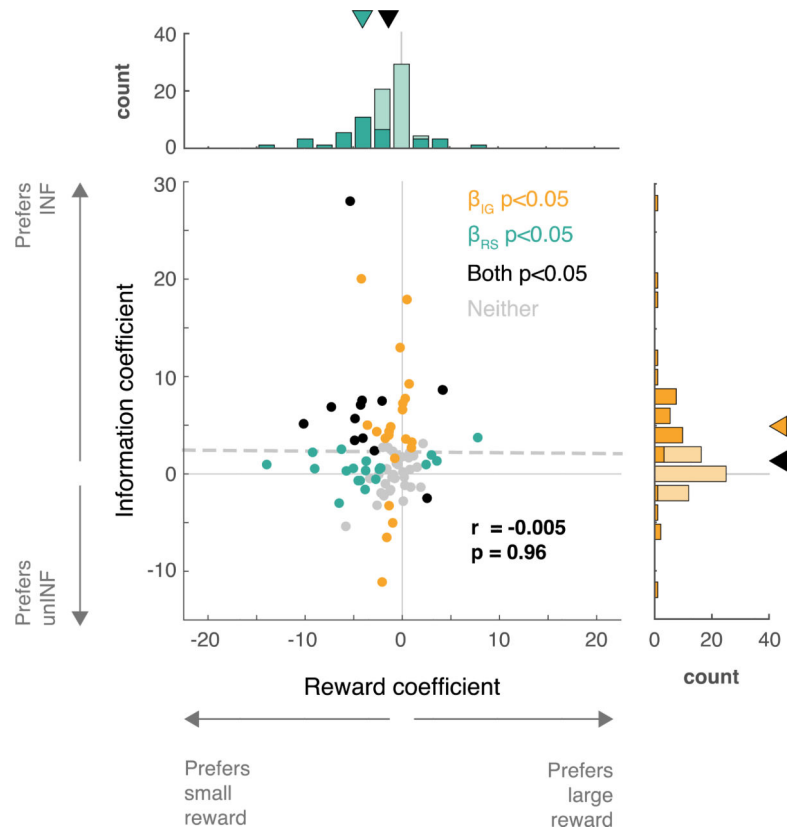 40
20
0
count
Prefers
INF
Prefers
unINF
Information coefficient
30
20
10
0
-10
β_IG p<0.05
β_RS p<0.05
Both p<0.05
Neither
r = -0.005
p = 0.96
-20
-10
0
10
20
Reward coefficient
0
20
40
count
Prefers
small
reward
Prefers
large
reward